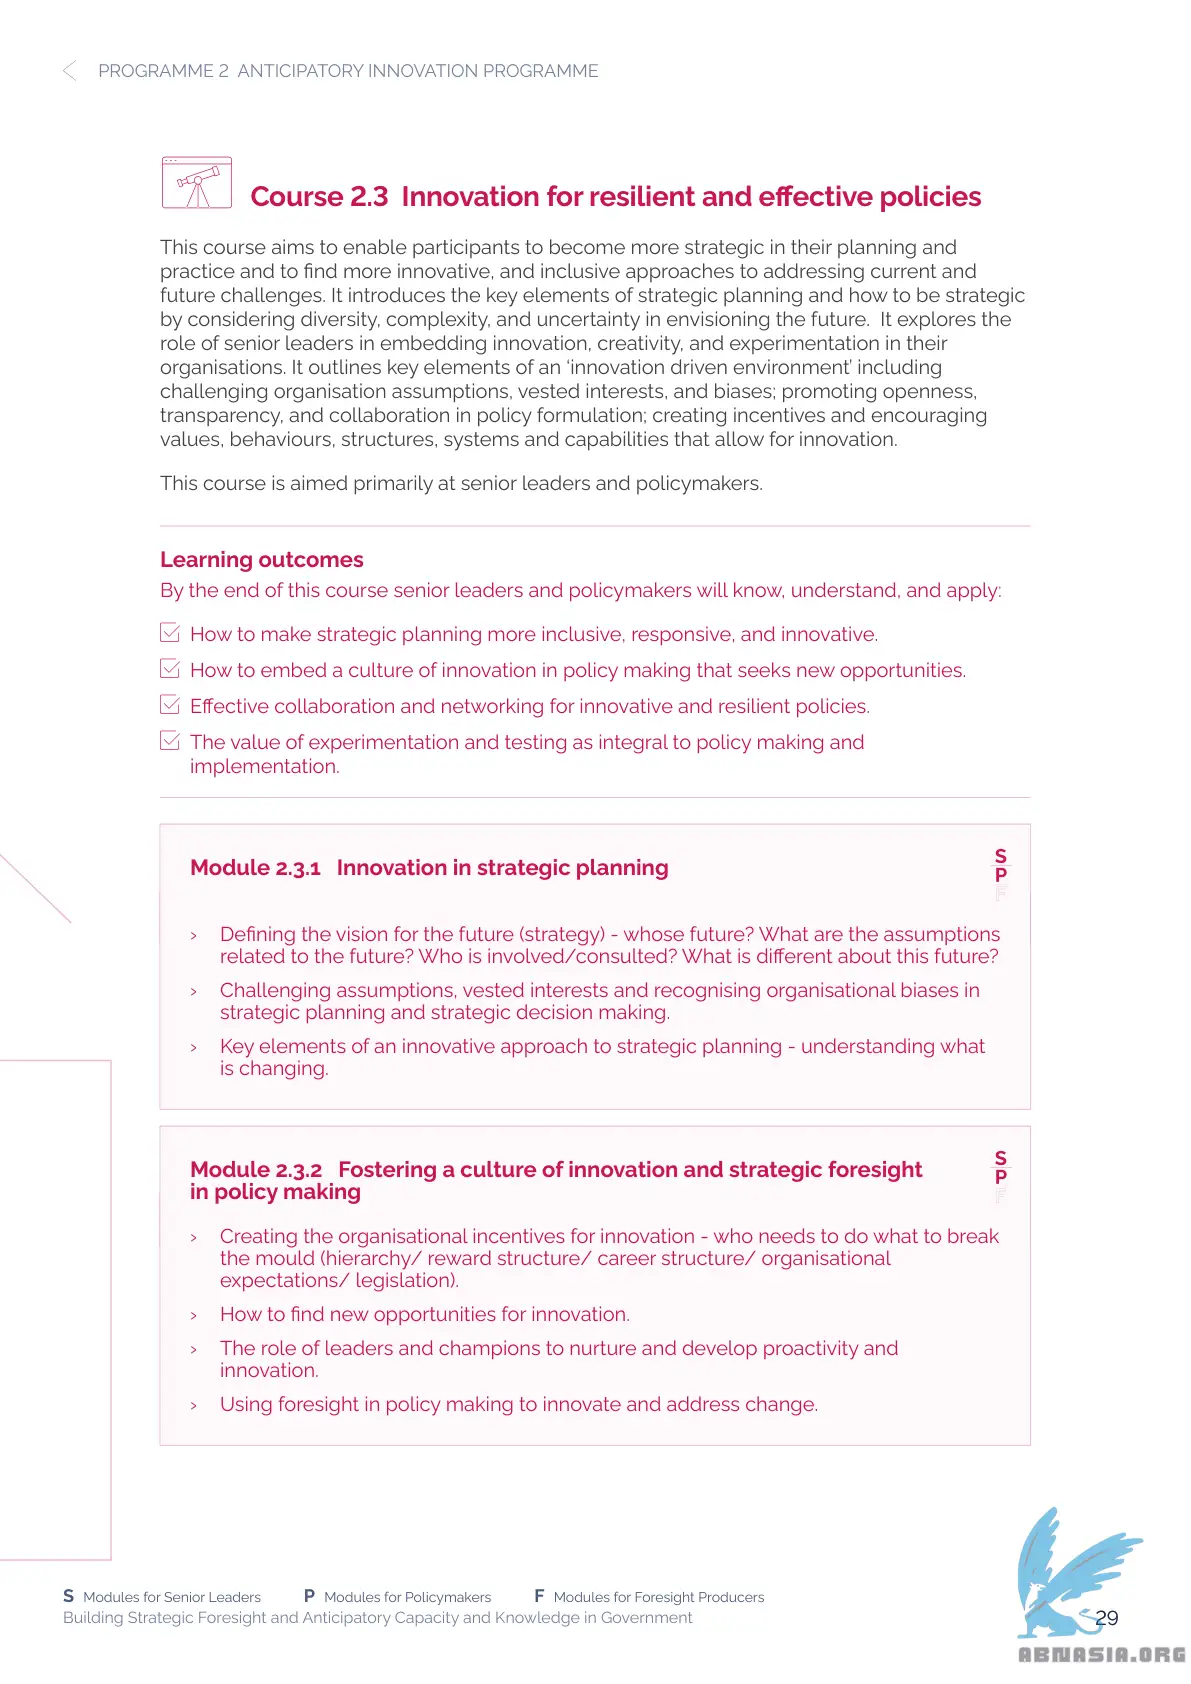 PROGRAMME 2  ANTICIPATORY INNOVATION PROGRAMME
Course 2.3  Innovation for resilient and effective policies
This course aims to enable participants to become more strategic in their planning and
practice and to find more innovative, and inclusive approaches to addressing current and
future challenges. It introduces the key elements of strategic planning and how to be strategic
by considering diversity, complexity, and uncertainty in envisioning the future.  It explores the
role of senior leaders in embedding innovation, creativity, and experimentation in their
organisations. It outlines key elements of an ‘innovation driven environment’ including
challenging organisation assumptions, vested interests, and biases; promoting openness,
transparency, and collaboration in policy formulation; creating incentives and encouraging
values, behaviours, structures, systems and capabilities that allow for innovation.
This course is aimed primarily at senior leaders and policymakers.
Learning outcomes
By the end of this course senior leaders and policymakers will know, understand, and apply:
How to make strategic planning more inclusive, responsive, and innovative.
How to embed a culture of innovation in policy making that seeks new opportunities.
Effective collaboration and networking for innovative and resilient policies.
The value of experimentation and testing as integral to policy making and
implementation.
Module 2.3.1   Innovation in strategic planning
S
P
F
› Defining the vision for the future (strategy) - whose future? What are the assumptions
related to the future? Who is involved/consulted? What is different about this future?
› Challenging assumptions, vested interests and recognising organisational biases in
strategic planning and strategic decision making.
› Key elements of an innovative approach to strategic planning - understanding what
is changing.
Module 2.3.2   Fostering a culture of innovation and strategic foresight
in policy making
S
P
F
› Creating the organisational incentives for innovation - who needs to do what to break
the mould (hierarchy/ reward structure/ career structure/ organisational
expectations/ legislation).
› How to find new opportunities for innovation.
› The role of leaders and champions to nurture and develop proactivity and
innovation.
› Using foresight in policy making to innovate and address change.
S Modules for Senior Leaders P Modules for Policymakers F Modules for Foresight Producers
Building Strategic Foresight and Anticipatory Capacity and Knowledge in Government
29
ABNASIA.ORG